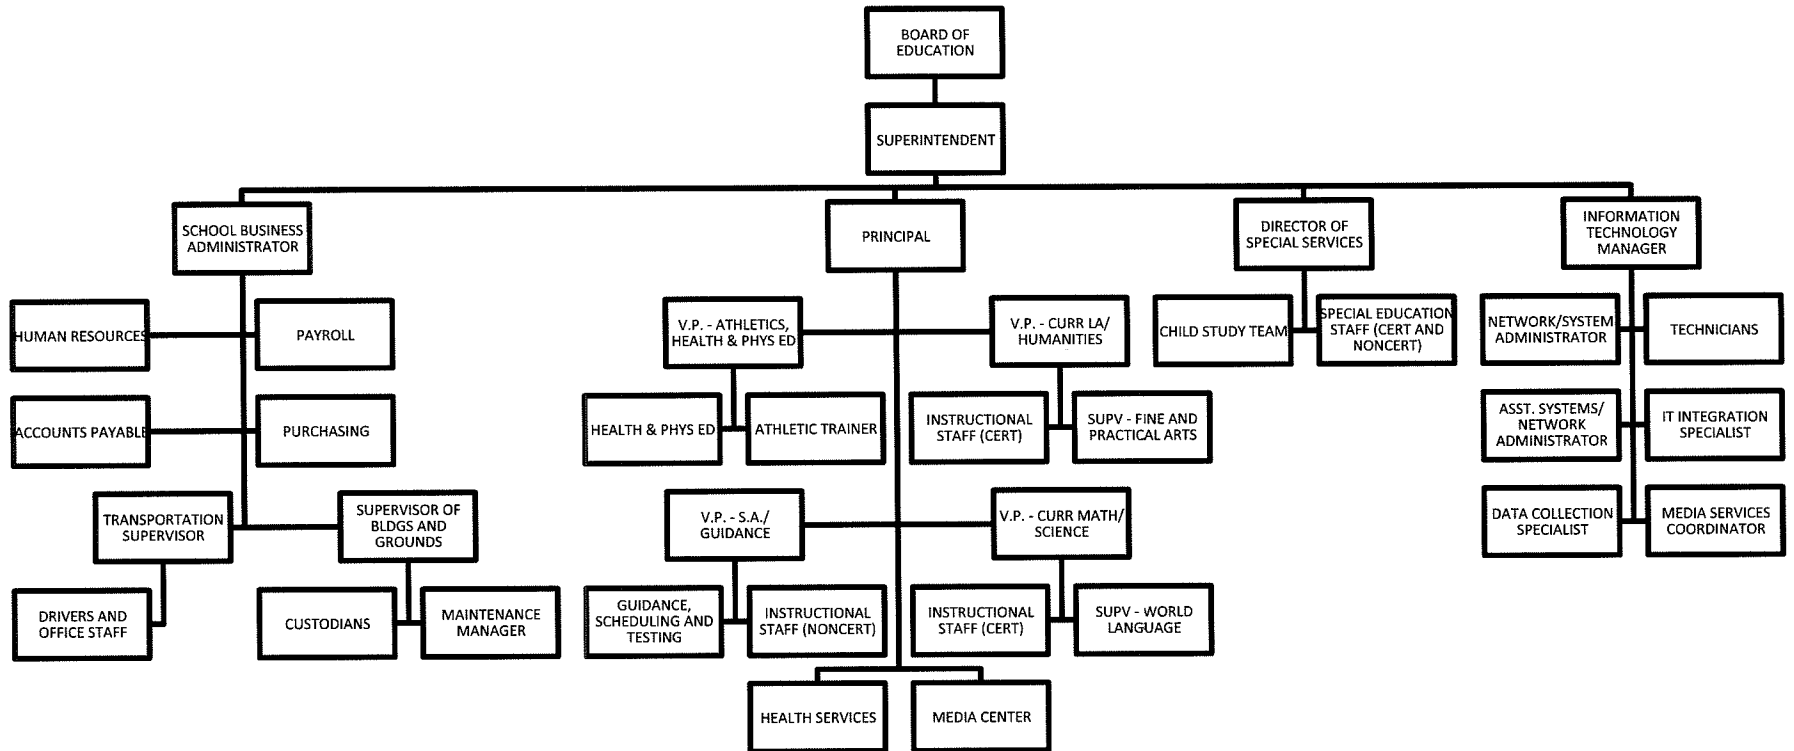 BOARD OF
EDUCATION
SUPERINTENDENT
SCHOOL BUSINESS
ADMINISTRATOR
PRINCIPAL
DIRECTOR OF
SPECIAL SERVICES
INFORMATION
TECHNOLOGY
MANAGER
HUMAN RESOURCES
PAYROLL
V.P. - ATHLETICS,
HEALTH & PHYS ED
V.P. - CURR LA/
HUMANITIES
CHILD STUDY TEAM
SPECIAL EDUCATION
STAFF (CERT AND
NONCERT)
NETWORK/SYSTEM
ADMINISTRATOR
TECHNICIANS
ACCOUNTS PAYABLE
PURCHASING
HEALTH & PHYS ED
ATHLETIC TRAINER
INSTRUCTIONAL
STAFF (CERT)
SUPV - FINE AND
PRACTICAL ARTS
ASST. SYSTEMS/
NETWORK
ADMINISTRATOR
IT INTEGRATION
SPECIALIST
TRANSPORTATION
SUPERVISOR
SUPERVISOR OF
BLDGS AND
GROUNDS
V.P. - S.A./
GUIDANCE
V.P. - CURR MATH/
SCIENCE
DATA COLLECTION
SPECIALIST
MEDIA SERVICES
COORDINATOR
DRIVERS AND
OFFICE STAFF
CUSTODIANS
MAINTENANCE
MANAGER
GUIDANCE,
SCHEDULING AND
TESTING
INSTRUCTIONAL
STAFF (NONCERT)
INSTRUCTIONAL
STAFF (CERT)
SUPV - WORLD
LANGUAGE
HEALTH SERVICES
MEDIA CENTER